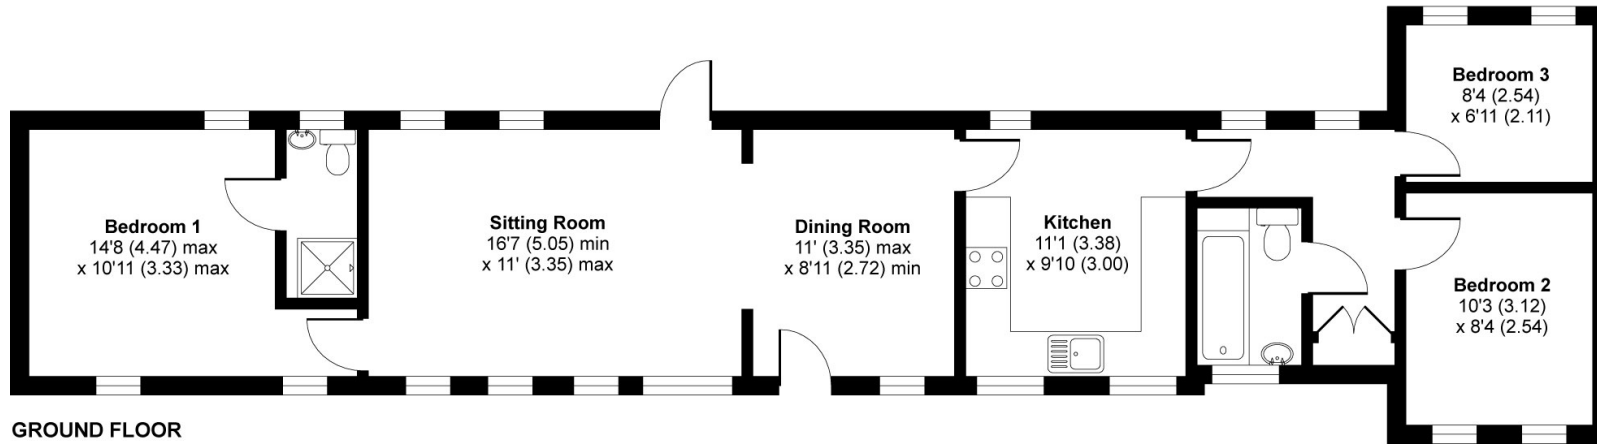 Bedroom 3
8'4 (2.54)
x 6'11 (2.11)
Bedroom 1
14'8 (4.47) max
x 10'11 (3.33) max
Sitting Room
16'7 (5.05) min
x 11' (3.35) max
Dining Room
11' (3.35) max
x 8'11 (2.72) min
Kitchen
11'1 (3.38)
x 9'10 (3.00)
Bedroom 2
10'3 (3.12)
x 8'4 (2.54)
GROUND FLOOR